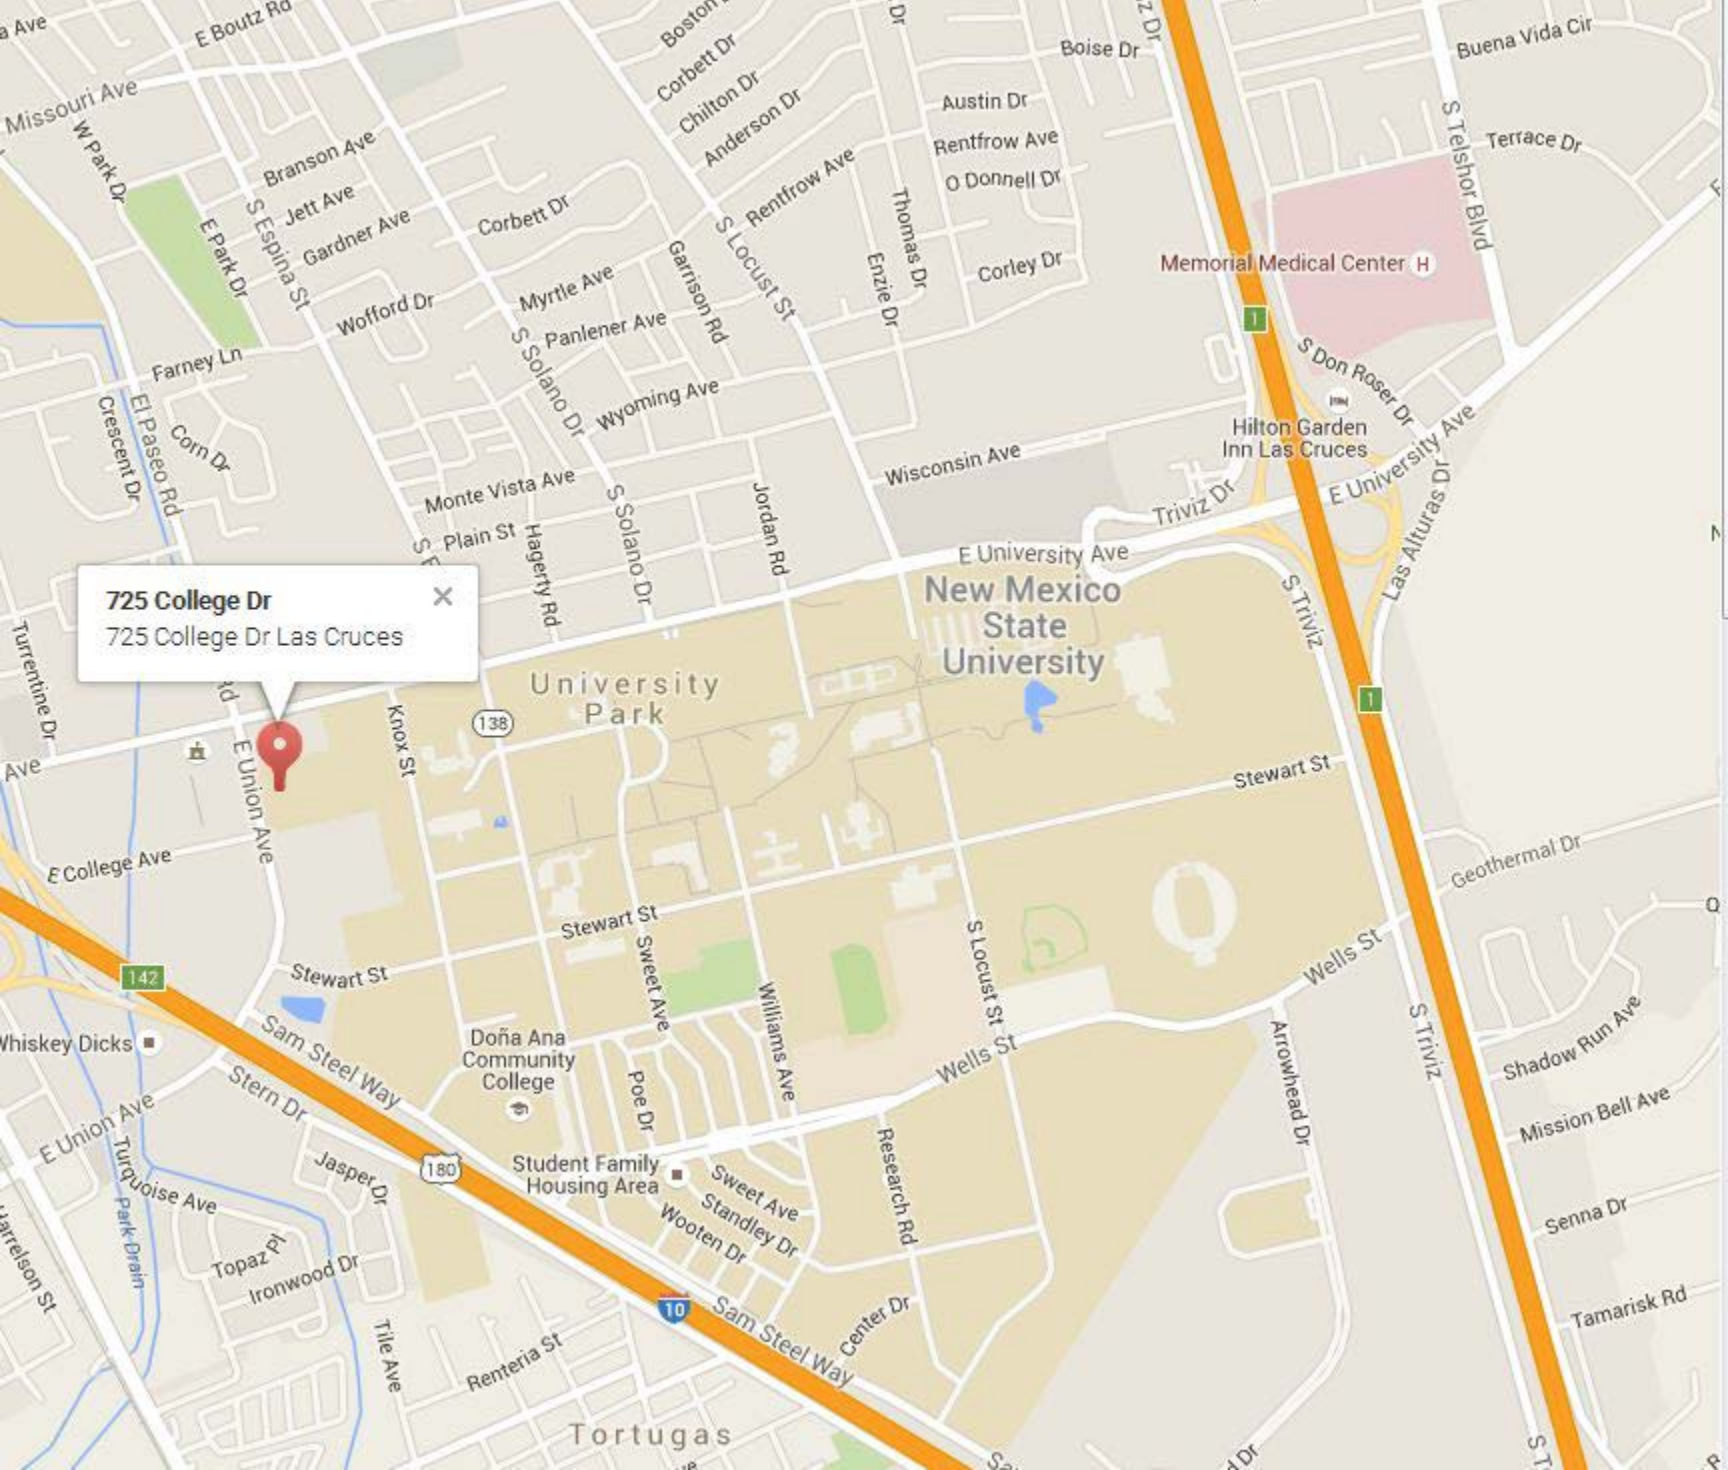 E Boutz Rd
Missouri Ave
W Park Dr
Branson Ave
Jett Ave
Gardner Ave
E Park Dr
S Espina St
Corbett Dr
Wofford Dr
Farney Ln
Myrtle Ave
Panlener Ave
Garrison Rd
S Locust St
S Solano Dr
Wyoming Ave
Corbett Dr
Chilton Dr
Anderson Dr
Rentfrow Ave
Boise Dr
Austin Dr
Rentfrow Ave
O Donnell Dr
Thomas Dr
Enzie Dr
Corley Dr
Buena Vida Cir
S Telshor Blvd
Terrace Dr
Memorial Medical Center H
1
S Don Roser Dr
Hilton Garden
Inn Las Cruces
E University Ave
Las Alturas Dr
Crescent Dr
El Paseo Rd
Corn Dr
Monte Vista Ave
Plain St
Hagerty Rd
S Solano Dr
Jordan Rd
Wisconsin Ave
Triviz Dr
E University Ave
New Mexico
State
University
S Triviz
1
725 College Dr
725 College Dr Las Cruces
Turrentine Dr
Ave
E Union Ave
Knox St
138
University
Park
E College Ave
Stewart St
Geothermal Dr
Stewart St
Stewart St
142
Whiskey Dicks
Sam Steel Way
Stern Dr
E Union Ave
Doña Ana
Community
College
Sweet Ave
Williams Ave
Poe Dr
S Locust St
Wells St
Wells St
Arrowhead Dr
S Triviz
Shadow Run Ave
Mission Bell Ave
Senna Dr
Tamarisk Rd
Turquoise Ave
Park Drain
Jasper Dr
180
Student Family
Housing Area
Sweet Ave
Standley Dr
Wooten Dr
Research Rd
Topaz Pl
Ironwood Dr
Harrelson St
10
Sam Steel Way
Center Dr
Tile Ave
Renteria St
Tortugas